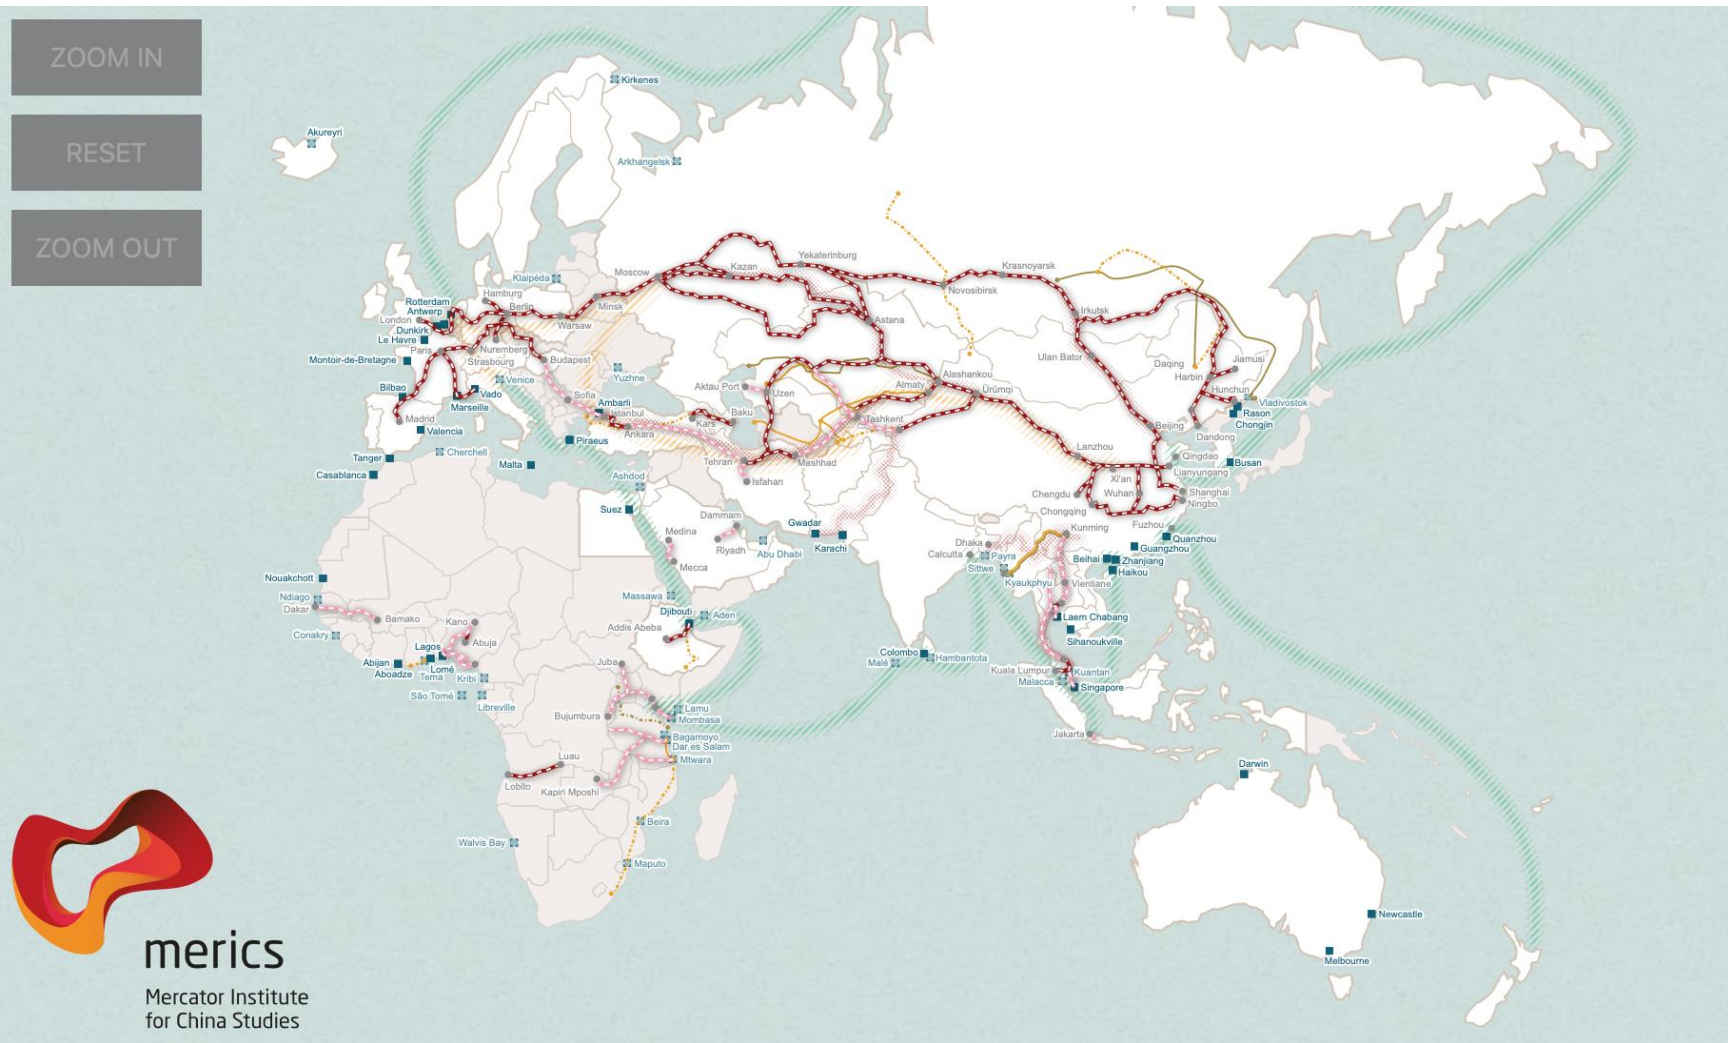 ZOOM IN
RESET
ZOOM OUT
Kirkenes
Akureyri
Arkhangelsk
Yekaterinburg
Krasnoyarsk
Kazan
Moscow
Klaipéda
Novosibirsk
Hamburg
Rotterdam
Berlin
Minsk
Antwerp
London
Irkutsk
Astana
Warsaw
Dunkirk
Le Havre
Paris
Nuremberg
Strasbourg
Budapest
Ulan Bator
Daqing
Jiamusi
Montoir-de-Bretagne
Harbin
Alashankou
Venice
Yuzhne
Aktau Port
Almaty
Ürümqi
Hunchun
Bilbao
Vado
Uzen
Sofia
Ambarli
Vladivostok
Marseille
Istanbul
Baku
Rason
Madrid
Kars
Tashkent
Chongjin
Valencia
Ankara
Beijing
Dandong
Piraeus
Lanzhou
Cherchell
Tanger
Malta
Tehran
Mashhad
Qingdao
Busan
Lianyungang
Casablanca
Ashdod
Isfahan
Xi'an
Chengdu
Wuhan
Shanghai
Ningbo
Suez
Chongqing
Dammam
Gwadar
Kunming
Fuzhou
Medina
Quanzhou
Riyadh
Abu Dhabi
Karachi
Dhaka
Guangzhou
Calcutta
Payra
Beihai
Zhanjiang
Mecca
Sittwe
Haikou
Nouakchott
Kyaukphyu
Vientiane
Ndiago
Massawa
Dakar
Djibouti
Aden
Bamako
Kano
Laem Chabang
Addis Abeba
Conakry
Abuja
Sihanoukville
Lagos
Colombo
Hambantota
Abijan
Lomé
Juba
Malé
Aboadze
Tema
Kribi
Kuala Lumpur
Kuantan
Malacca
Singapore
São Tomé
Libreville
Lamu
Bujumbura
Mombasa
Bagamoyo
Jakarta
Dar es Salam
Luau
Mtwara
Darwin
Lobito
Kapiri Mposhi
Beira
Walvis Bay
Maputo
Newcastle
merics
Melbourne
Mercator Institute
for China Studies